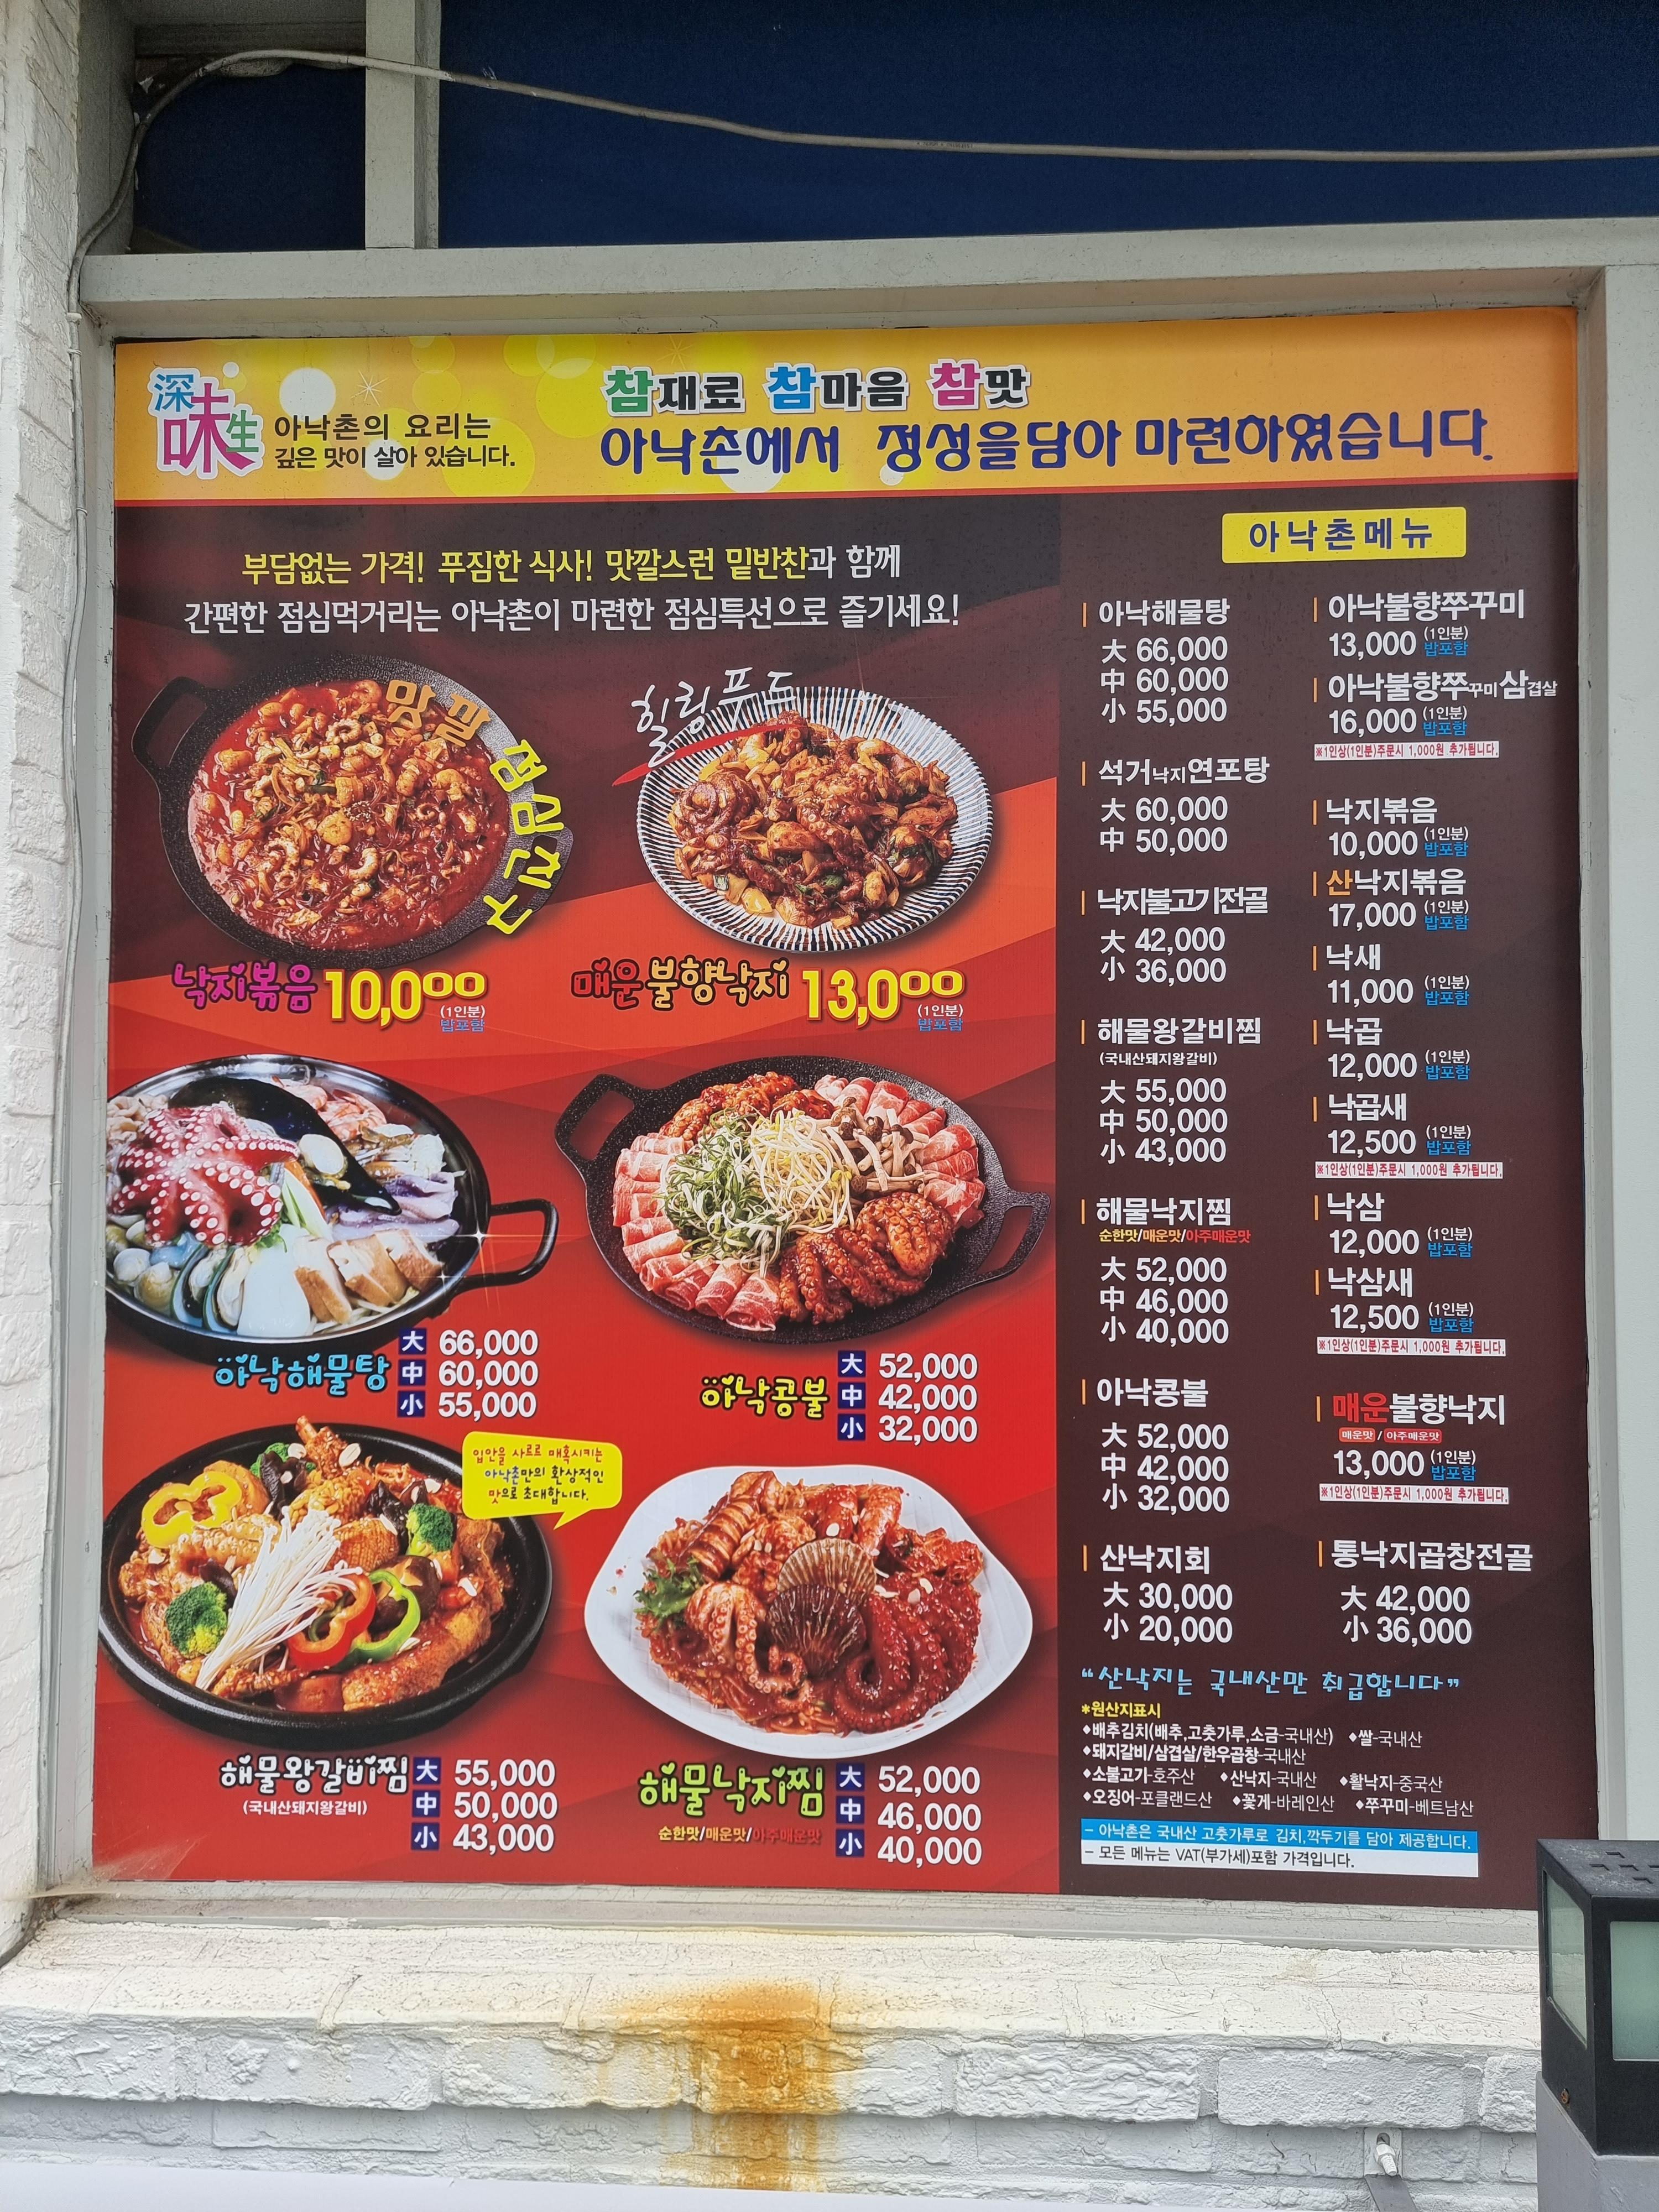 深味生
아낙촌의 요리는
깊은 맛이 살아 있습니다.
참재료 참마음 참맛
아낙촌에서 정성을담아 마련하였습니다.
부담없는 가격! 푸짐한 식사! 맛깔스런 밑반찬과 함께
간편한 점심먹거리는 아낙촌이 마련한 점심특선으로 즐기세요!
맛깔
점심친구
낙지볶음 10,000
(1인분)
밥포함
힐링푸드
매운불향낙지 13,000
(1인분)
밥포함
아낙해물탕
大 66,000
中 60,000
小 55,000
아낙콩불
大 52,000
中 42,000
小 32,000
입안을 사르르 매혹시키는
아낙촌만의 환상적인
맛으로 초대합니다.
해물왕갈비찜
(국내산돼지왕갈비)
大 55,000
中 50,000
小 43,000
해물낙지찜
순한맛/매운맛/아주매운맛
大 52,000
中 46,000
小 40,000
아낙촌메뉴
아낙해물탕
大 66,000
中 60,000
小 55,000
석거낙지연포탕
大 60,000
中 50,000
낙지불고기전골
大 42,000
小 36,000
해물왕갈비찜
(국내산돼지왕갈비)
大 55,000
中 50,000
小 43,000
해물낙지찜
순한맛/매운맛/아주매운맛
大 52,000
中 46,000
小 40,000
아낙콩불
大 52,000
中 42,000
小 32,000
산낙지회
大 30,000
小 20,000
아낙불향쭈꾸미
13,000 (1인분) 밥포함
아낙불향쭈꾸미삼겹살
16,000 (1인분) 밥포함
※1인상(1인분)주문시 1,000원 추가됩니다.
낙지볶음
10,000 (1인분) 밥포함
산낙지볶음
17,000 (1인분) 밥포함
낙새
11,000 (1인분) 밥포함
낙곱
12,000 (1인분) 밥포함
낙곱새
12,500 (1인분) 밥포함
※1인상(1인분)주문시 1,000원 추가됩니다.
낙삼
12,000 (1인분) 밥포함
낙삼새
12,500 (1인분) 밥포함
※1인상(1인분)주문시 1,000원 추가됩니다.
매운불향낙지
매운맛 / 아주매운맛
13,000 (1인분) 밥포함
※1인상(1인분)주문시 1,000원 추가됩니다.
통낙지곱창전골
大 42,000
小 36,000
“산낙지는 국내산만 취급합니다”
*원산지표시
◆배추김치(배추,고춧가루,소금-국내산) ◆쌀-국내산
◆돼지갈비/삼겹살/한우곱창-국내산
◆소불고기-호주산 ◆산낙지-국내산 ◆활낙지-중국산
◆오징어-포클랜드산 ◆꽃게-바레인산 ◆쭈꾸미-베트남산
- 아낙촌은 국내산 고춧가루로 김치,깍두기를 담아 제공합니다.
- 모든 메뉴는 VAT(부가세)포함 가격입니다.